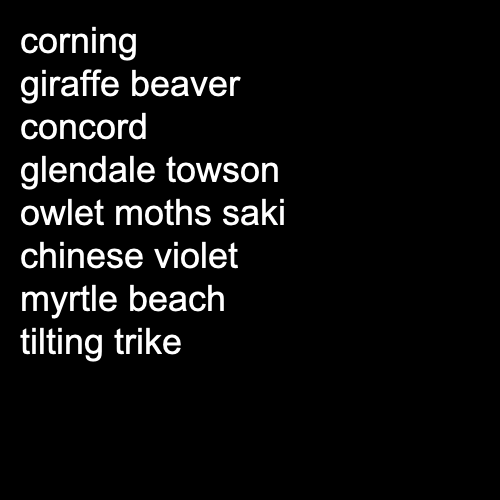 corning
giraffe beaver
concord
glendale towson
owlet moths saki
chinese violet
myrtle beach
tilting trike